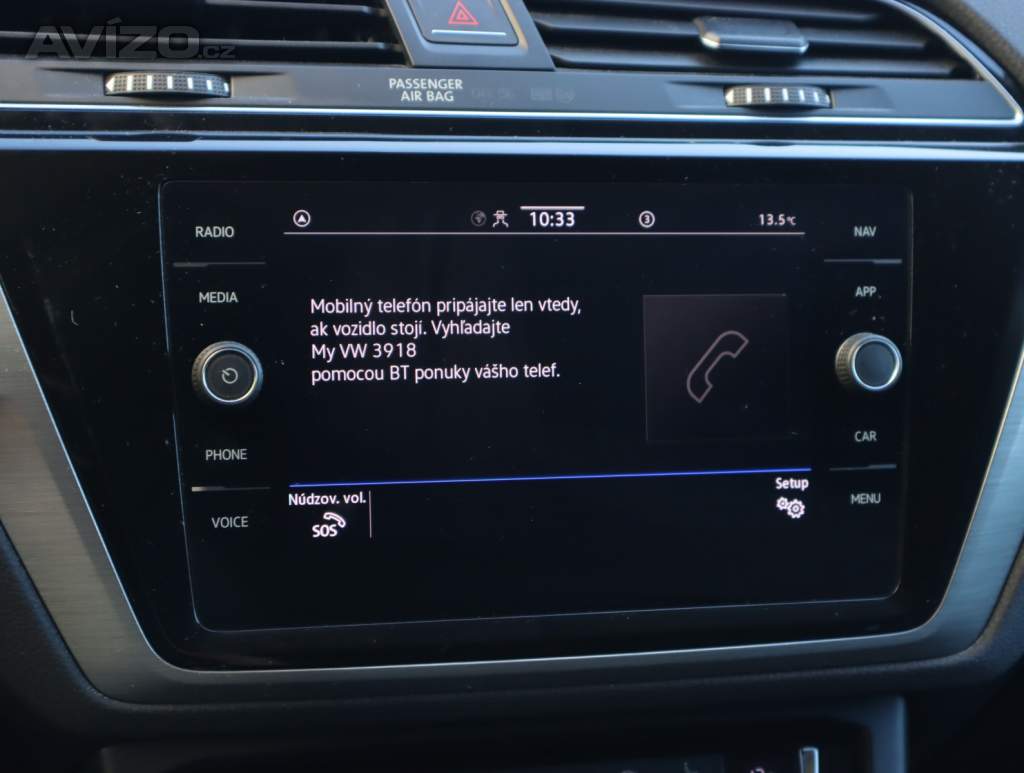 AVÍZO.cz
PASSENGER
AIR BAG
RADIO
MEDIA
PHONE
VOICE
10:33
3
13.5°C
Mobilný telefón pripájajte len vtedy,
ak vozidlo stojí. Vyhľadajte
My VW 3918
pomocou BT ponuky vášho telef.
Núdzov. vol.
SOS
Setup
NAV
APP
CAR
MENU